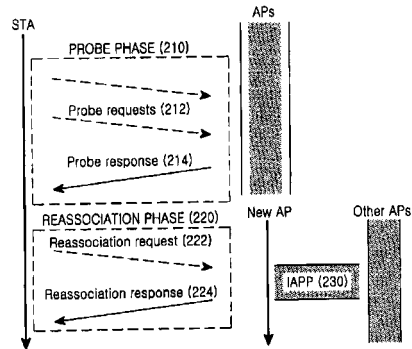 STA
APs
PROBE PHASE (210)
Probe requests (212)
Probe response (214)
REASSOCIATION PHASE (220)
New AP
Other APs
Reassociation request (222)
IAPP (230)
Reassociation response (224)